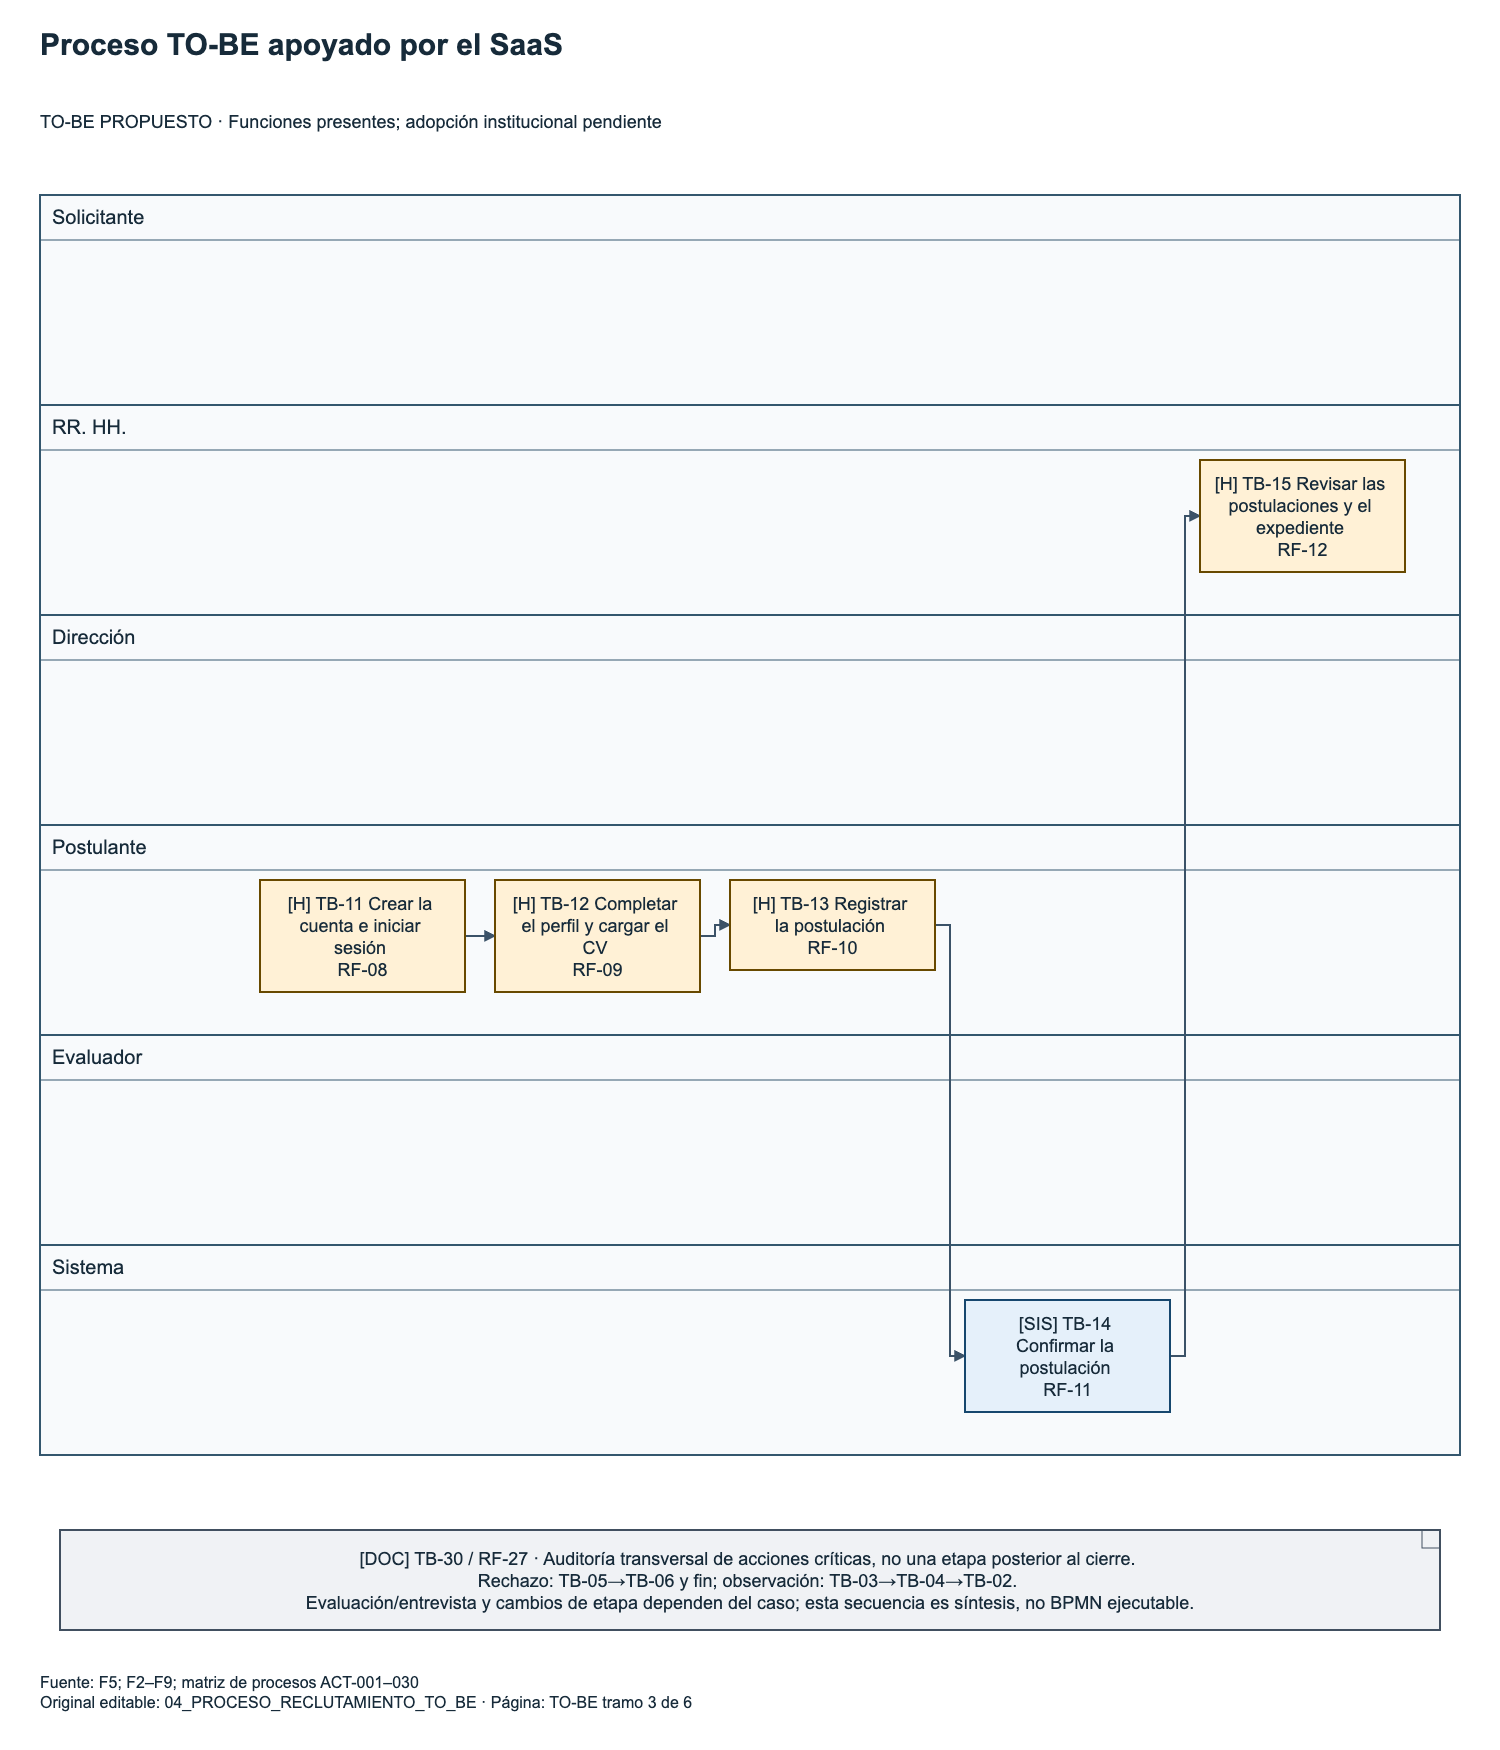 Proceso TO-BE apoyado por el SaaS
TO-BE PROPUESTO · Funciones presentes; adopción institucional pendiente
Solicitante
RR. HH.
[H] TB-15 Revisar las
postulaciones y el
expediente
RF-12
Dirección
Postulante
[H] TB-11 Crear la
cuenta e iniciar
sesión
RF-08
[H] TB-12 Completar
el perfil y cargar el
CV
RF-09
[H] TB-13 Registrar
la postulación
RF-10
Evaluador
Sistema
[SIS] TB-14
Confirmar la
postulación
RF-11
[DOC] TB-30 / RF-27 · Auditoría transversal de acciones críticas, no una etapa posterior al cierre.
Rechazo: TB-05→TB-06 y fin; observación: TB-03→TB-04→TB-02.
Evaluación/entrevista y cambios de etapa dependen del caso; esta secuencia es síntesis, no BPMN ejecutable.
Fuente: F5; F2–F9; matriz de procesos ACT-001–030
Original editable: 04_PROCESO_RECLUTAMIENTO_TO_BE · Página: TO-BE tramo 3 de 6